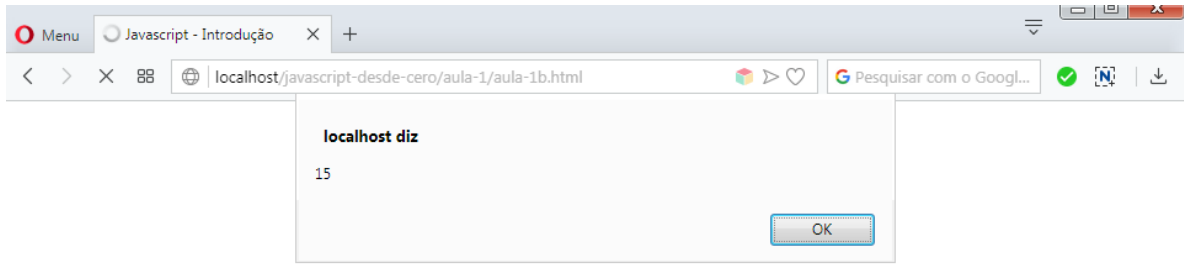 Menu
Javascript - Introdução
localhost/javascript-desde-cero/aula-1/aula-1b.html
G Pesquisar com o Googl...
N
localhost diz
15
OK